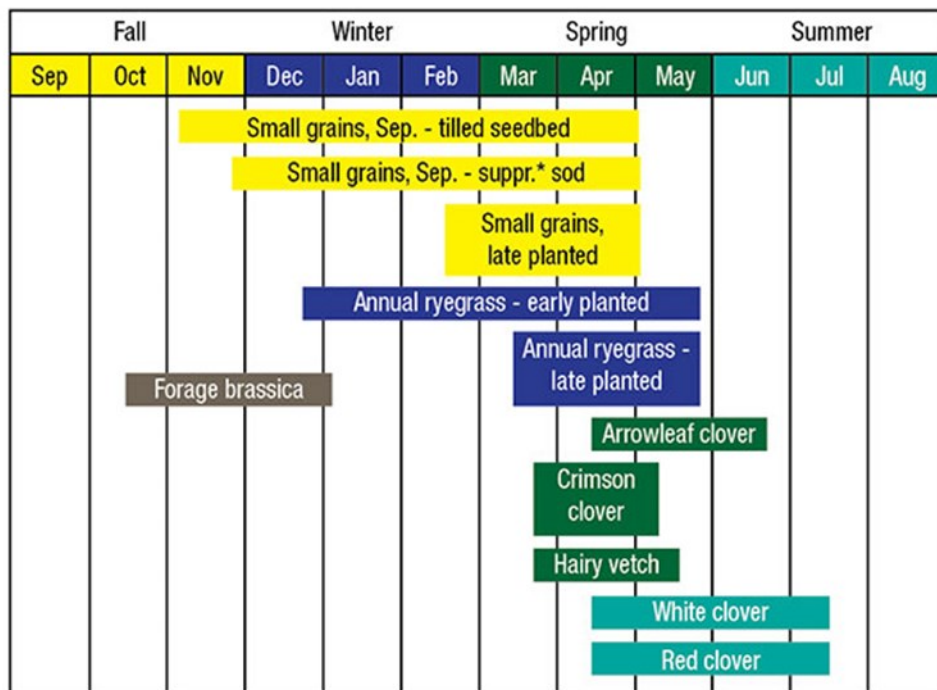 Fall Winter Spring Summer
Sep Oct Nov Dec Jan Feb Mar Apr May Jun Jul Aug
Small grains, Sep. - tilled seedbed
Small grains, Sep. - suppr.* sod
Small grains,
late planted
Annual ryegrass - early planted
Annual ryegrass -
late planted
Forage brassica
Arrowleaf clover
Crimson
clover
Hairy vetch
White clover
Red clover